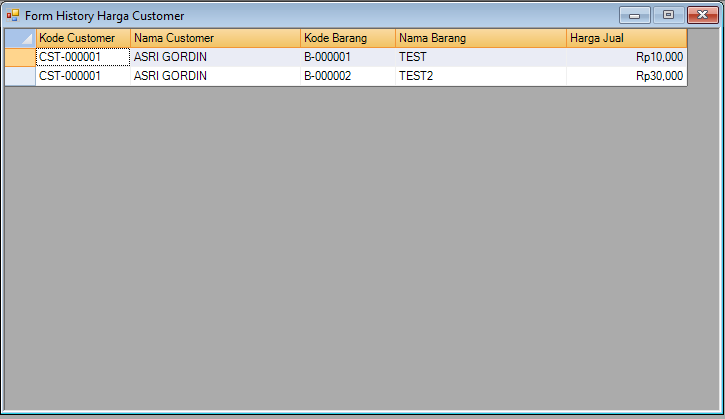 Form History Harga Customer
Kode Customer Nama Customer Kode Barang Nama Barang Harga Jual
CST-000001 ASRI GORDIN B-000001 TEST Rp10,000
CST-000001 ASRI GORDIN B-000002 TEST2 Rp30,000